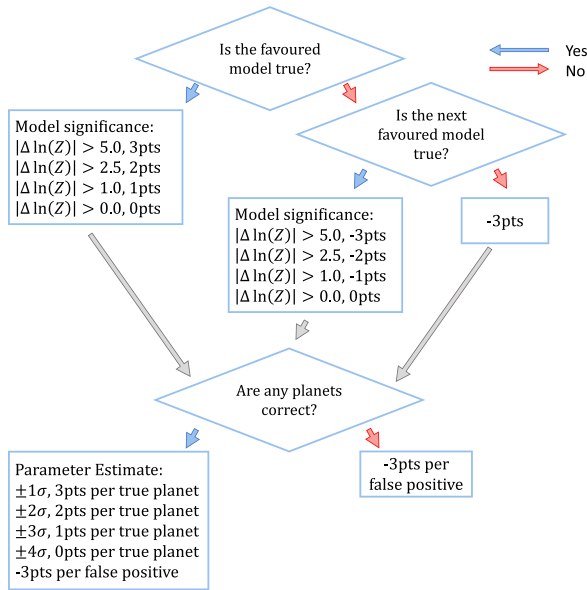 Is the favoured
model true?
Yes
No
Is the next
favoured model
true?
Model significance:
|Δ ln(Z)| > 5.0, 3pts
|Δ ln(Z)| > 2.5, 2pts
|Δ ln(Z)| > 1.0, 1pts
|Δ ln(Z)| > 0.0, 0pts
Model significance:
|Δ ln(Z)| > 5.0, -3pts
|Δ ln(Z)| > 2.5, -2pts
|Δ ln(Z)| > 1.0, -1pts
|Δ ln(Z)| > 0.0, 0pts
-3pts
Are any planets
correct?
Parameter Estimate:
±1σ, 3pts per true planet
±2σ, 2pts per true planet
±3σ, 1pts per true planet
±4σ, 0pts per true planet
-3pts per false positive
-3pts per
false positive